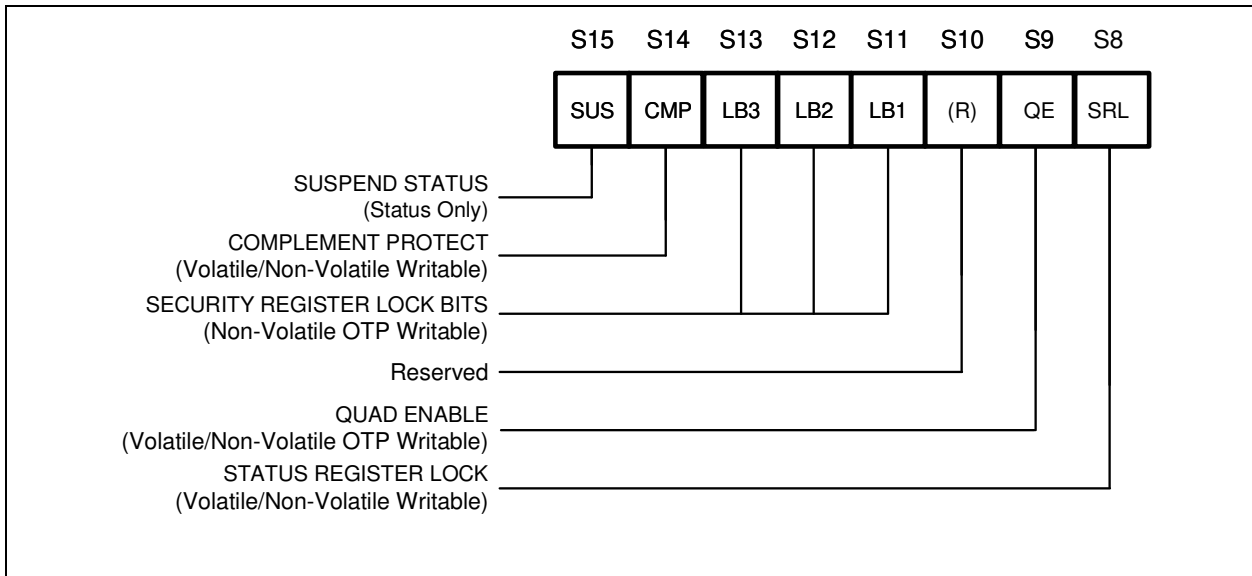 S15 S14 S13 S12 S11 S10 S9 S8
SUS CMP LB3 LB2 LB1 (R) QE SRL
SUSPEND STATUS
(Status Only)
COMPLEMENT PROTECT
(Volatile/Non-Volatile Writable)
SECURITY REGISTER LOCK BITS
(Non-Volatile OTP Writable)
Reserved
QUAD ENABLE
(Volatile/Non-Volatile OTP Writable)
STATUS REGISTER LOCK
(Volatile/Non-Volatile Writable)